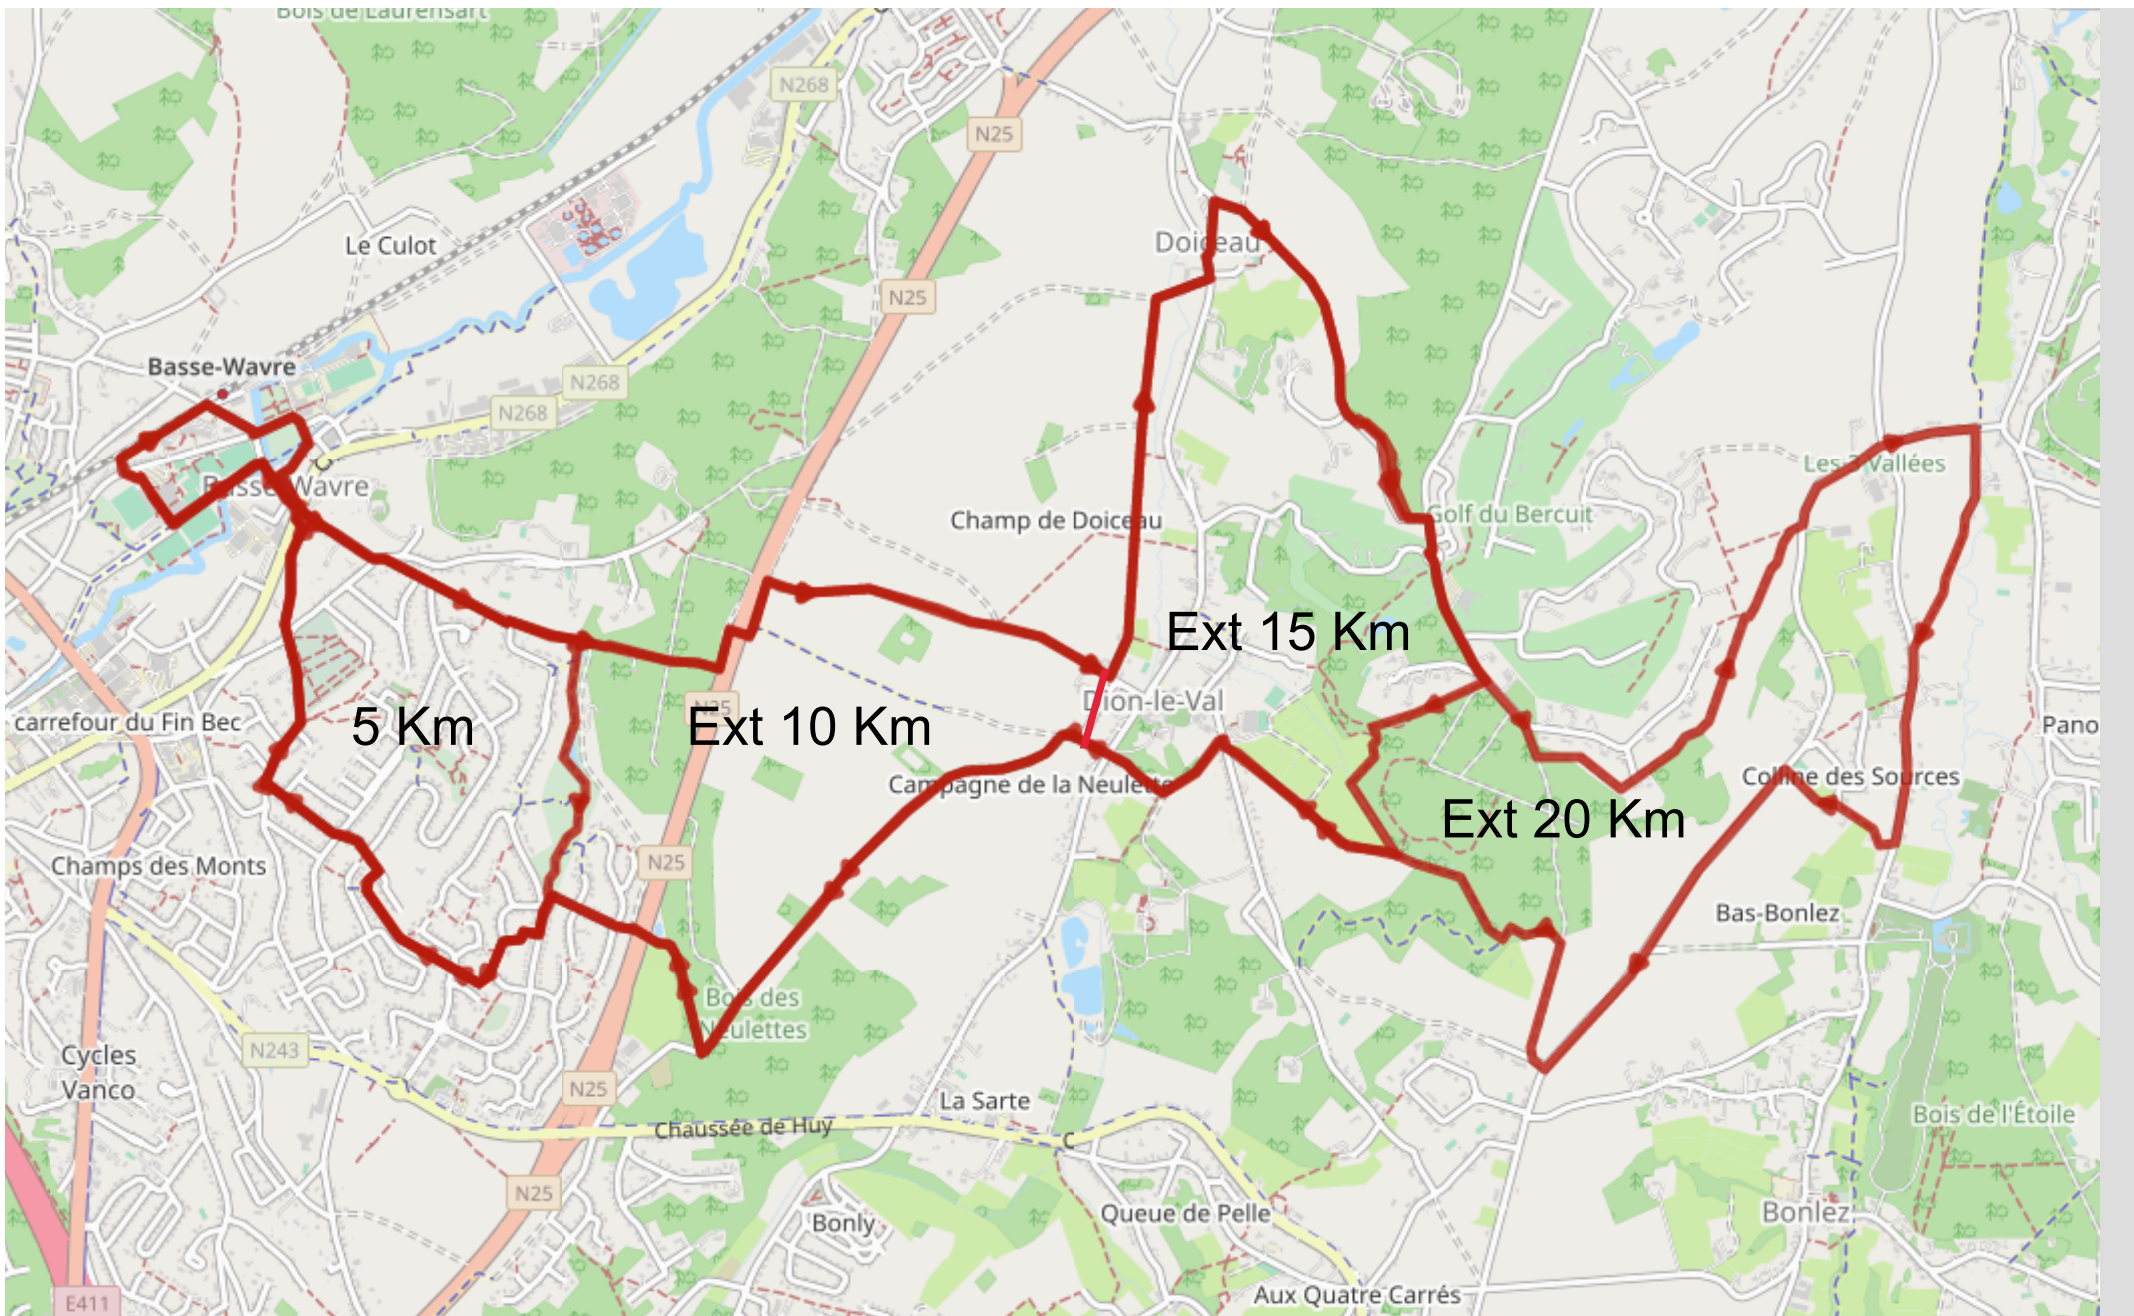 Bois de Laurensart
N268
N25
Le Culot
Doiceau
N25
Basse-Wavre
N268
N268
Les 3 Vallées
Basse-Wavre
Golf du Bercuit
Champ de Doiceau
Ext 15 Km
Dion-le-Val
N25
carrefour du Fin Bec
5 Km
Ext 10 Km
Pano
Campagne de la Neulette
Colline des Sources
Ext 20 Km
Champs des Monts
N25
Bas-Bonlez
Bois des
Neulettes
N243
Cycles
Vanco
N25
La Sarte
Bois de l'Étoile
Chaussée de Huy
C
N25
Bonly
Queue de Pelle
Bonlez
E411
Aux Quatre Carrés